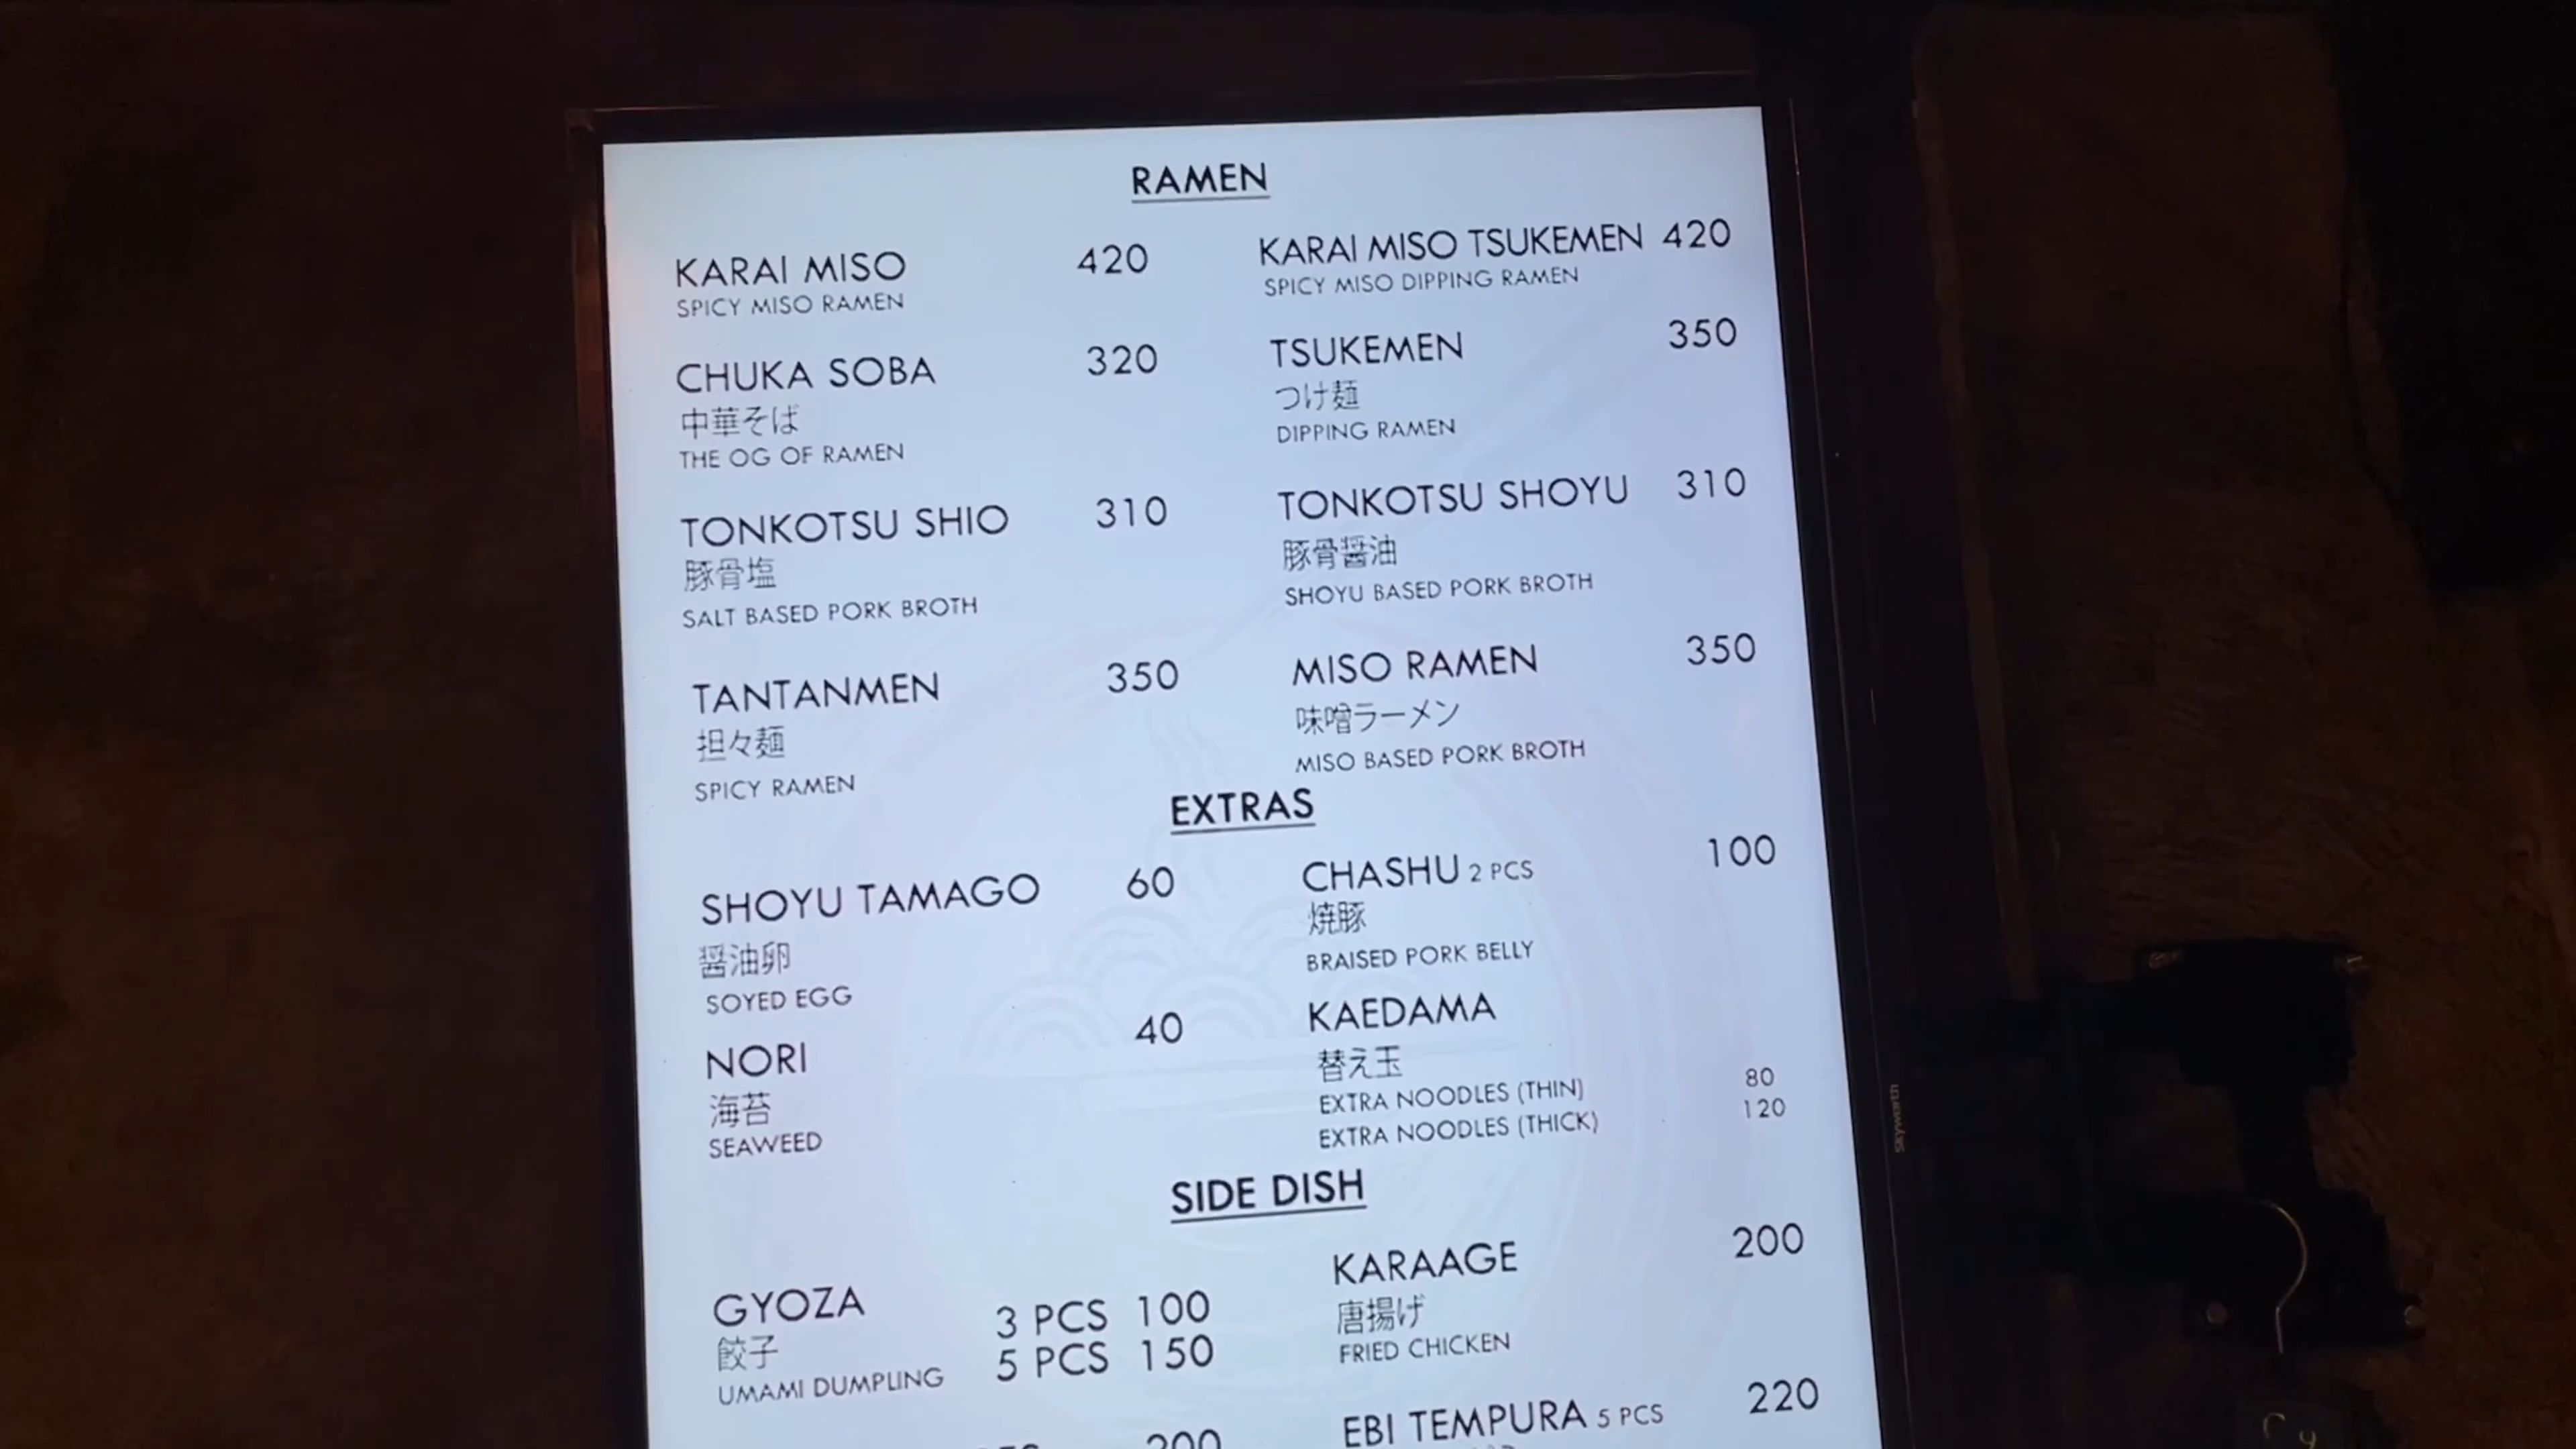 RAMEN
KARAI MISO 420
SPICY MISO RAMEN
KARAI MISO TSUKEMEN 420
SPICY MISO DIPPING RAMEN
CHUKA SOBA 320
中華そば
THE OG OF RAMEN
TSUKEMEN 350
つけ麺
DIPPING RAMEN
TONKOTSU SHIO 310
豚骨塩
SALT BASED PORK BROTH
TONKOTSU SHOYU 310
豚骨醤油
SHOYU BASED PORK BROTH
TANTANMEN 350
担々麺
SPICY RAMEN
MISO RAMEN 350
味噌ラーメン
MISO BASED PORK BROTH
EXTRAS
SHOYU TAMAGO 60
醤油卵
SOYED EGG
CHASHU 2 PCS 100
焼豚
BRAISED PORK BELLY
NORI 40
海苔
SEAWEED
KAEDAMA
替え玉
EXTRA NOODLES (THIN) 80
EXTRA NOODLES (THICK) 120
SIDE DISH
GYOZA 3 PCS 100
餃子 5 PCS 150
UMAMI DUMPLING
KARAAGE 200
唐揚げ
FRIED CHICKEN
200
EBI TEMPURA 5 PCS 220
Skyworth